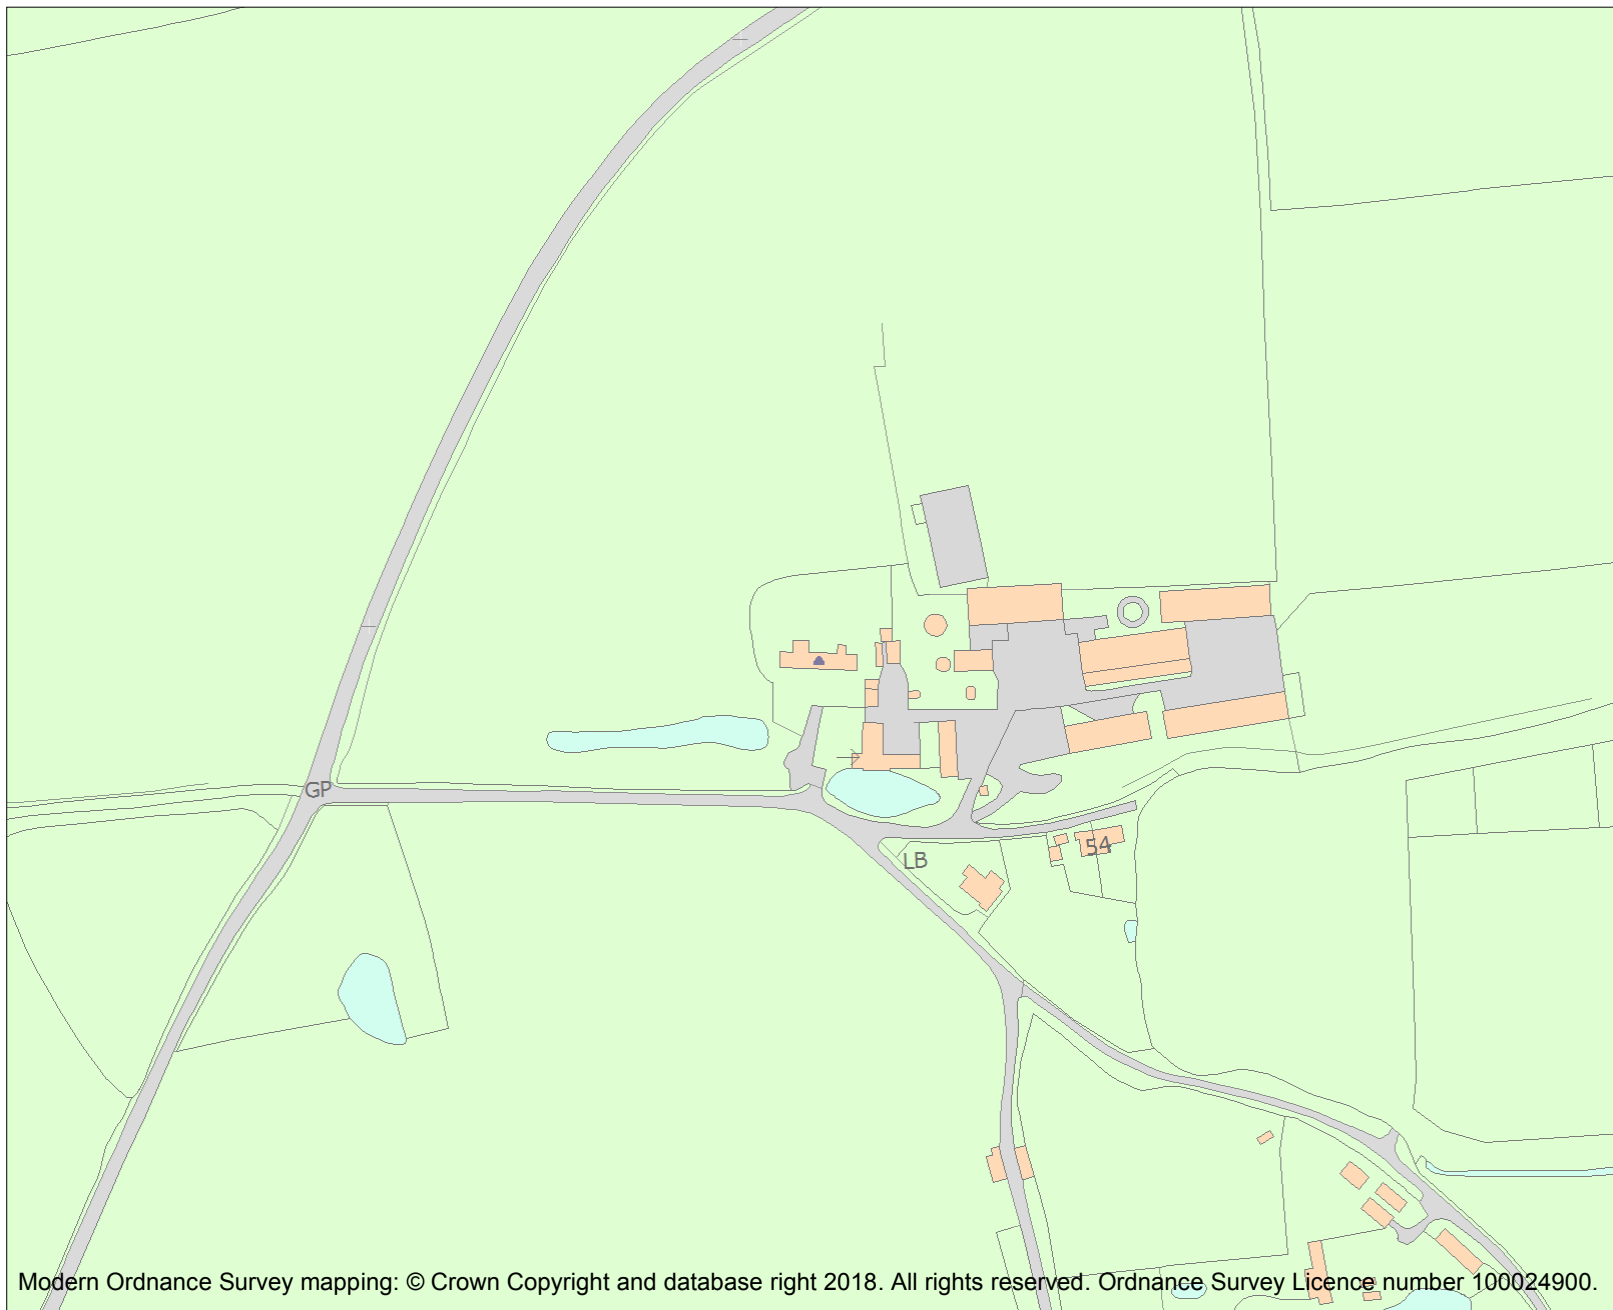 GP
54
LB
Modern Ordnance Survey mapping: © Crown Copyright and database right 2018. All rights reserved. Ordnance Survey Licence number 100024900.